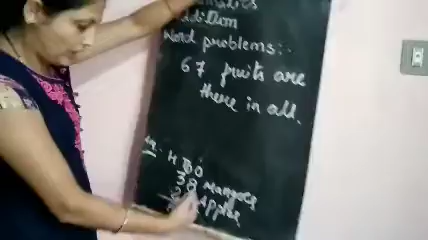 Addition
Word problems:-
67 fruits are
there in all.
H T O
38 Mangoes
Apples